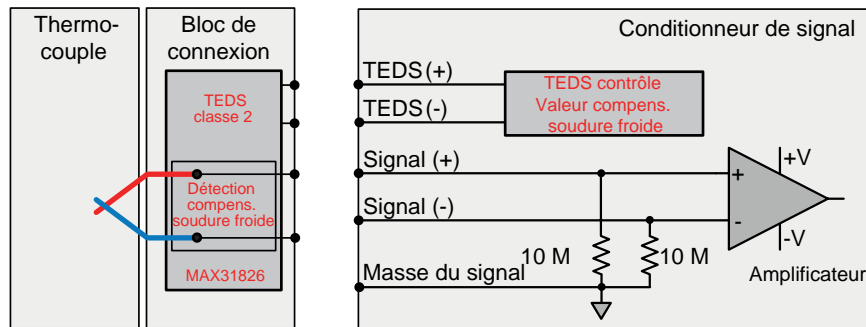 Thermo-
couple
Bloc de
connexion
TEDS
classe 2
Détection
compens.
soudure froide
MAX31826
Conditionneur de signal
TEDS (+)
TEDS (-)
TEDS contrôle
Valeur compens.
soudure froide
Signal (+)
Signal (-)
Masse du signal
10 M
10 M
+
-
+V
-V
Amplificateur